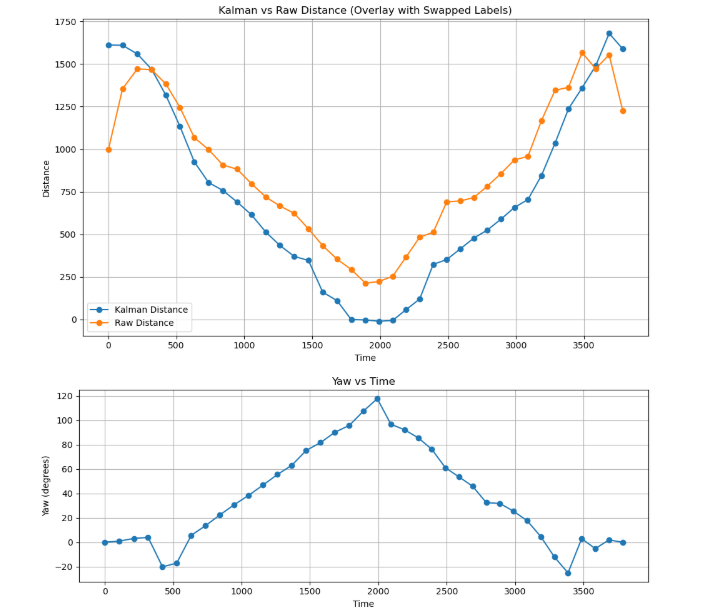 Kalman vs Raw Distance (Overlay with Swapped Labels)
1750
1500
1250
1000
750
500
250
0
Distance
Kalman Distance
Raw Distance
0 500 1000 1500 2000 2500 3000 3500
Time
Yaw vs Time
120
100
80
60
40
20
0
−20
Yaw (degrees)
0 500 1000 1500 2000 2500 3000 3500
Time